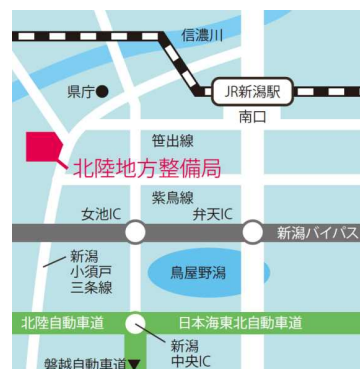 信濃川
県庁
JR新潟駅
南口
笹出線
北陸地方整備局
紫鳥線
女池IC
弁天IC
新潟バイパス
新潟
小須戸
三条線
鳥屋野潟
北陸自動車道
日本海東北自動車道
新潟
中央IC
磐越自動車道▼